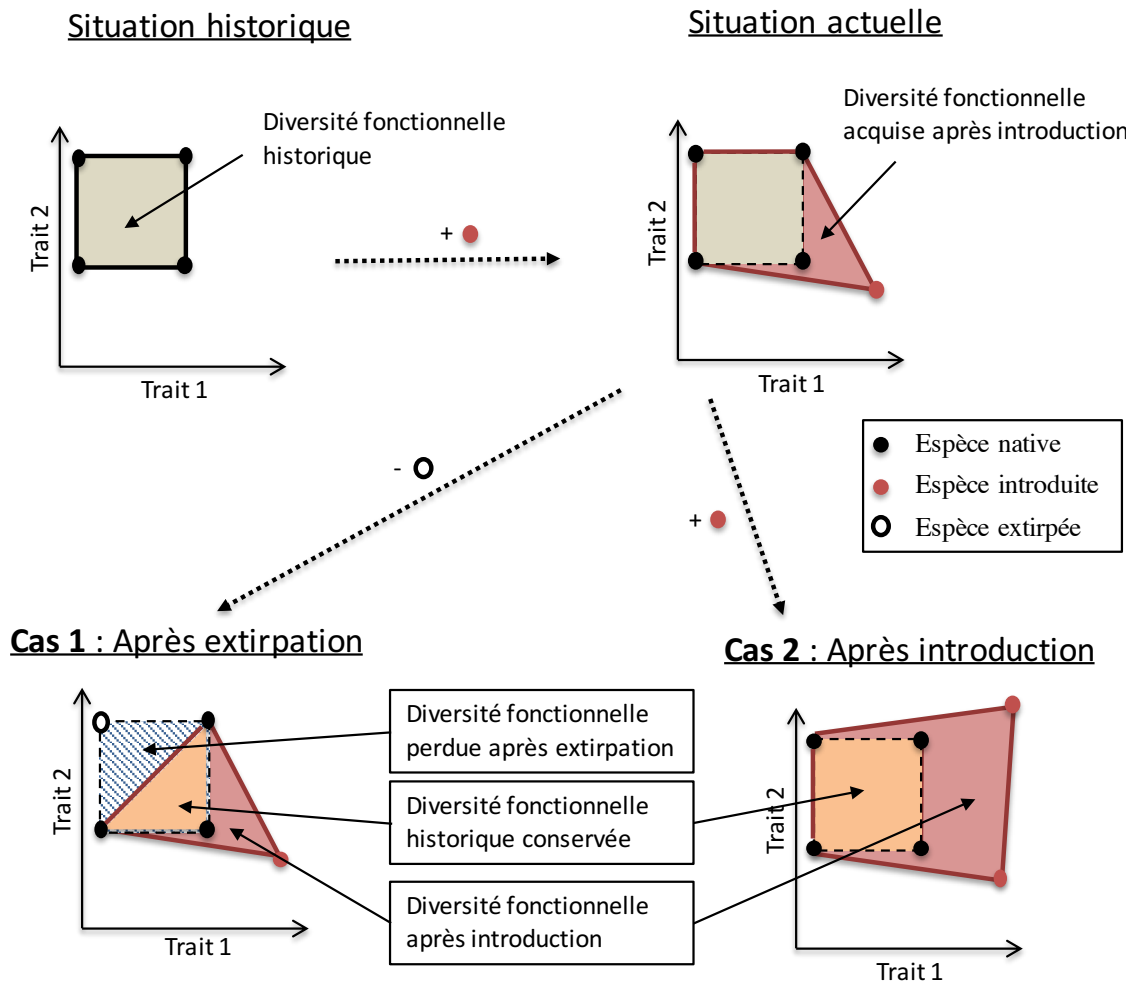 Situation historique
Situation actuelle
Diversité fonctionnelle
historique
Trait 2
Trait 1
+
Diversité fonctionnelle
acquise après introduction
Trait 2
Trait 1
-
+
Espèce native
Espèce introduite
Espèce extirpée
Cas 1 : Après extirpation
Cas 2 : Après introduction
Trait 2
Trait 1
Diversité fonctionnelle
perdue après extirpation
Diversité fonctionnelle
historique conservée
Diversité fonctionnelle
après introduction
Trait 2
Trait 1